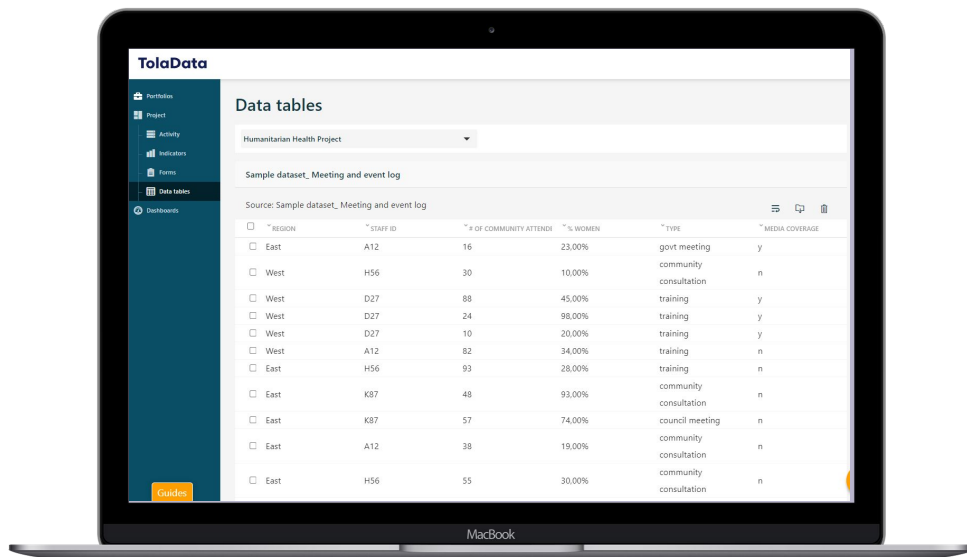 TolaData
Portfolios
Project
Activity
Indicators
Forms
Data tables
Dashboards
Guides
Data tables
Humanitarian Health Project
Sample dataset_ Meeting and event log
Source: Sample dataset_ Meeting and event log
REGION STAFF ID # OF COMMUNITY ATTENDI % WOMEN TYPE MEDIA COVERAGE
East A12 16 23,00% govt meeting y
West H56 30 10,00% community consultation n
West D27 88 45,00% training y
West D27 24 98,00% training y
West D27 10 20,00% training y
West A12 82 34,00% training n
East H56 93 28,00% training n
East K87 48 93,00% community consultation n
East K87 57 74,00% council meeting n
East A12 38 19,00% community consultation n
East H56 55 30,00% community consultation n
MacBook